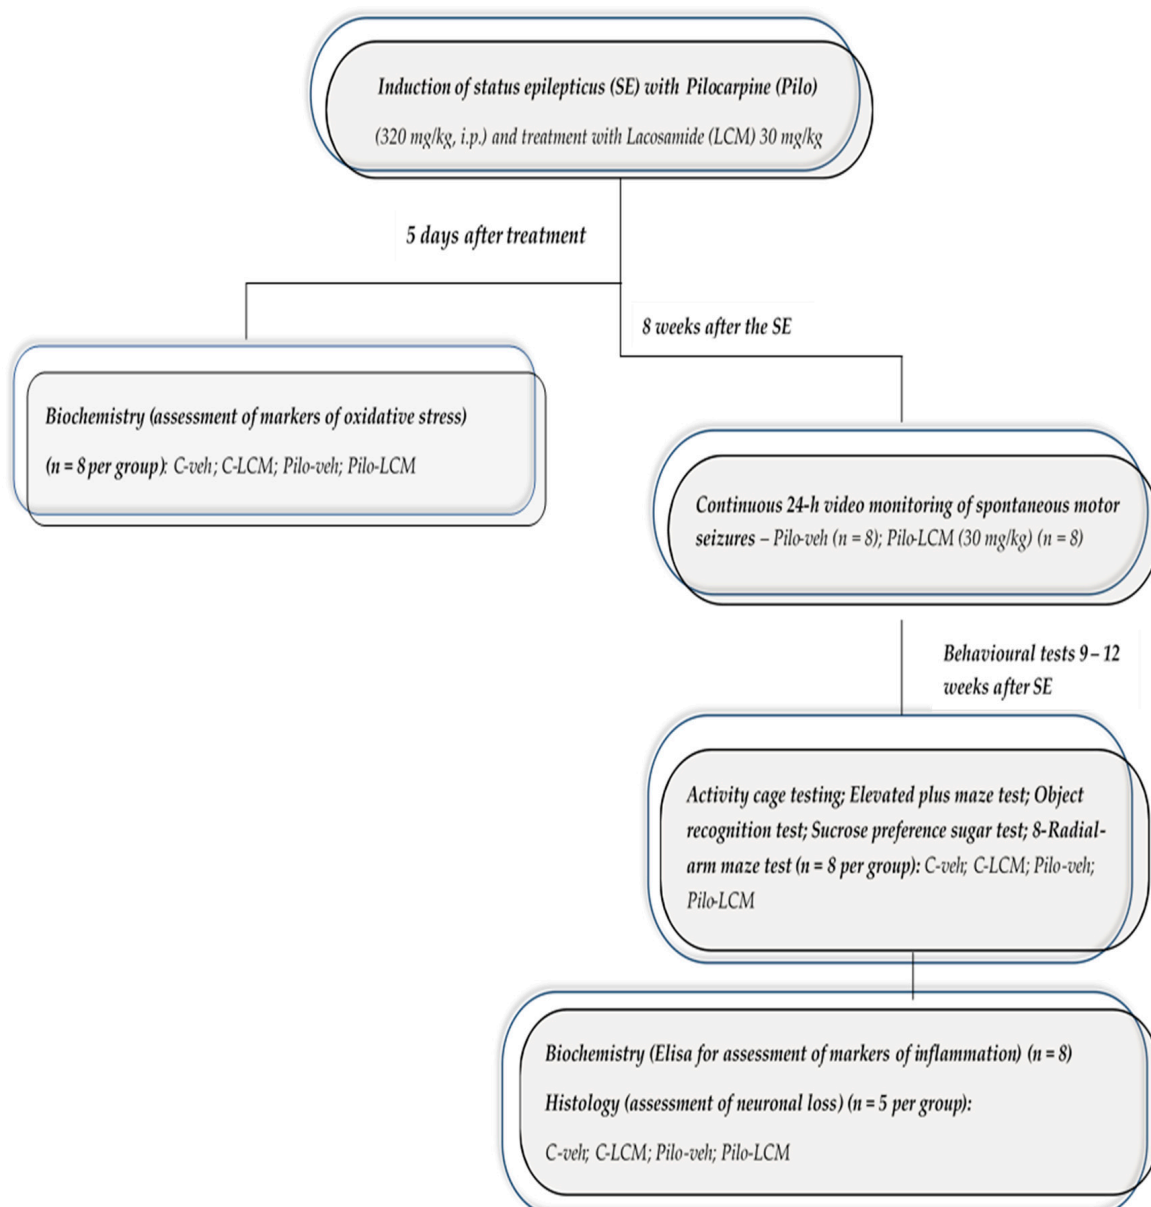 Induction of status epilepticus (SE) with Pilocarpine (Pilo)
(320 mg/kg, i.p.) and treatment with Lacosamide (LCM) 30 mg/kg
5 days after treatment
8 weeks after the SE
Biochemistry (assessment of markers of oxidative stress)
(n = 8 per group): C-veh; C-LCM; Pilo-veh; Pilo-LCM
Continuous 24-h video monitoring of spontaneous motor
seizures – Pilo-veh (n = 8); Pilo-LCM (30 mg/kg) (n = 8)
Behavioural tests 9 – 12
weeks after SE
Activity cage testing; Elevated plus maze test; Object
recognition test; Sucrose preference sugar test; 8-Radial-
arm maze test (n = 8 per group): C-veh; C-LCM; Pilo-veh;
Pilo-LCM
Biochemistry (Elisa for assessment of markers of inflammation) (n = 8)
Histology (assessment of neuronal loss) (n = 5 per group):
C-veh; C-LCM; Pilo-veh; Pilo-LCM